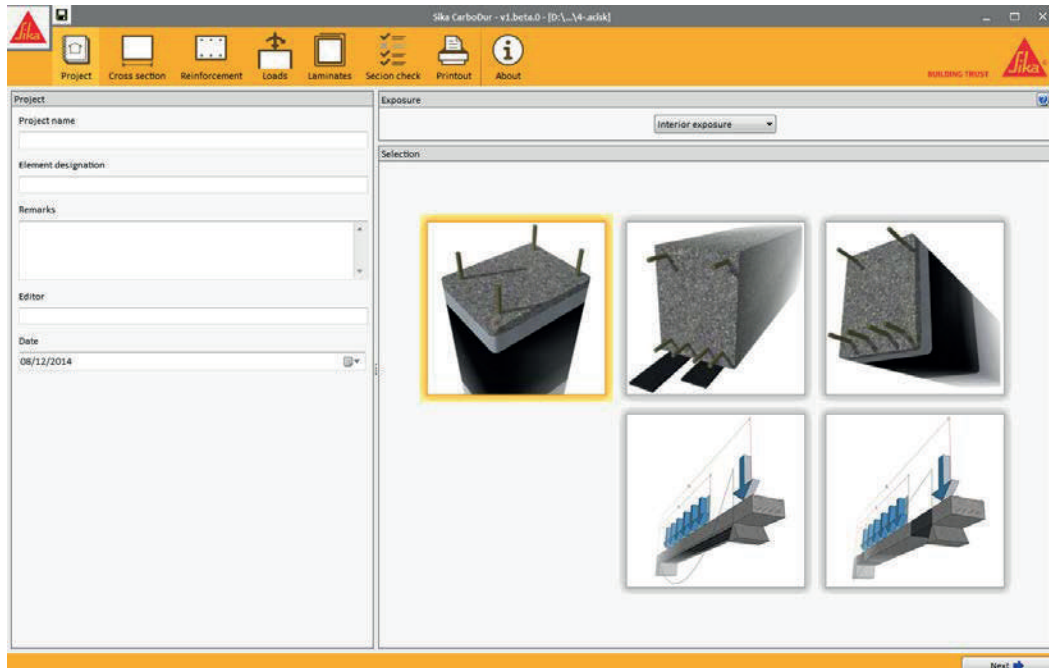 Sika CarboDur - v1.beta.0 - [D:\...\4-.aclsk]
Sika
Project
Cross section
Reinforcement
Loads
Laminates
Secion check
Printout
About
BUILDING TRUST
Sika
Project
Project name
Element designation
Remarks
Editor
Date
08/12/2014
Exposure
Interior exposure
Selection
Next